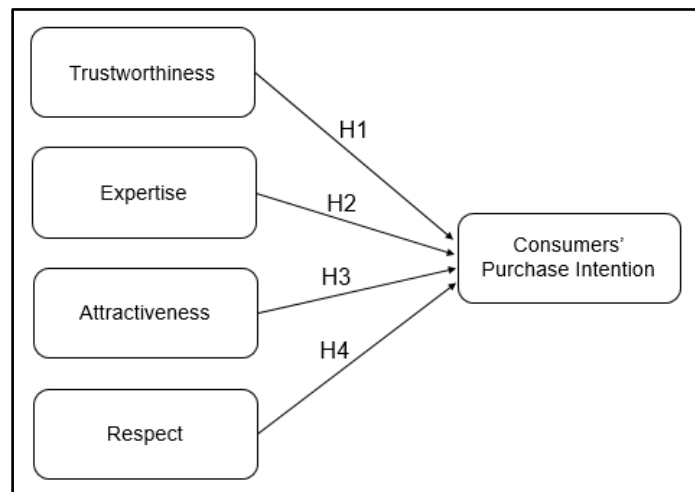 Trustworthiness
H1
Expertise
H2
Consumers’
Purchase Intention
H3
Attractiveness
H4
Respect